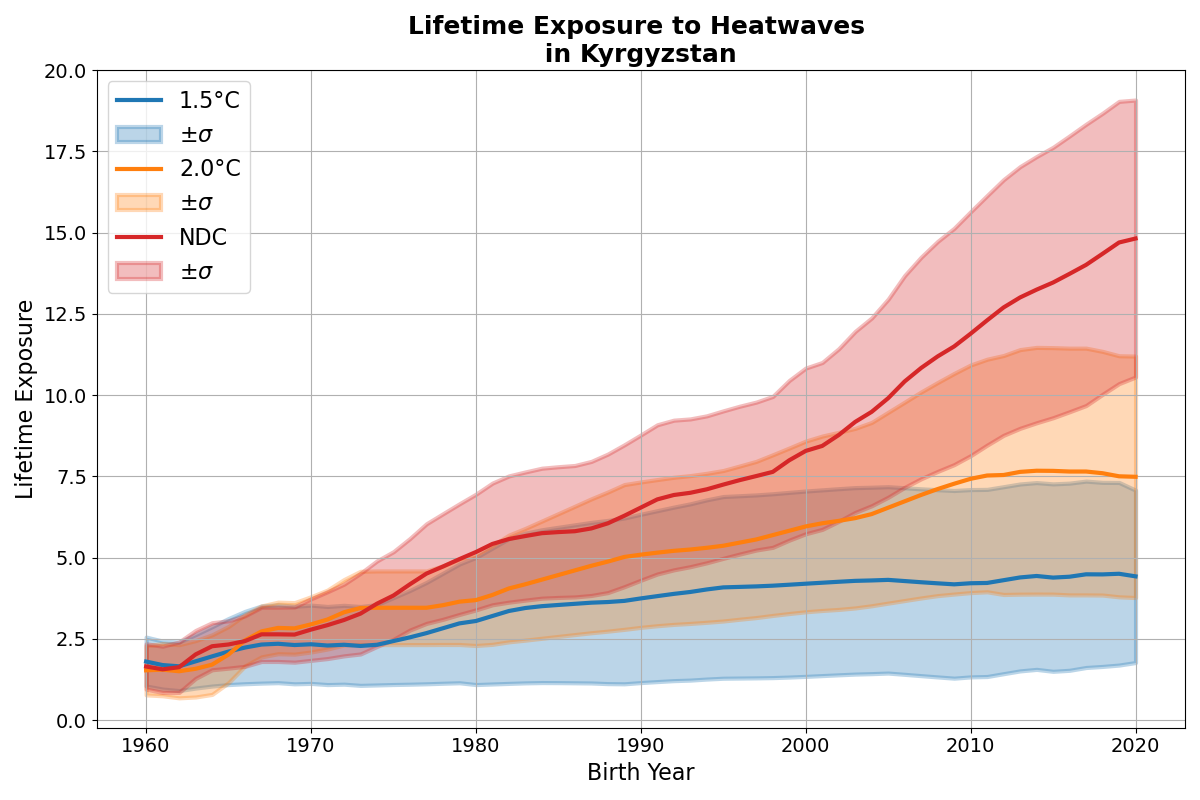 Lifetime Exposure to Heatwaves
in Kyrgyzstan
1.5°C
±σ
2.0°C
±σ
NDC
±σ
Lifetime Exposure
20.0
17.5
15.0
12.5
10.0
7.5
5.0
2.5
0.0
1960 1970 1980 1990 2000 2010 2020
Birth Year